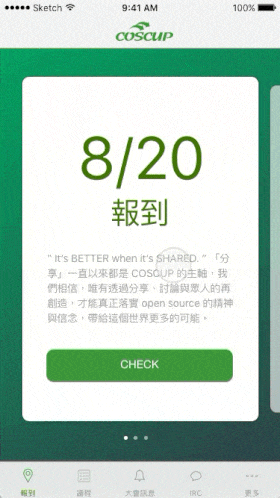 Sketch 9:41 AM 100%
COSCUP
8/20
報到
" It's BETTER when it's SHARED. " 「分
享」一直以來都是 COSCUP 的主軸，我
們相信，唯有透過分享、討論與眾人的再
創造，才能真正落實 open source 的精神
與信念，帶給這個世界更多的可能。
CHECK
報到 議程 大會訊息 IRC 更多